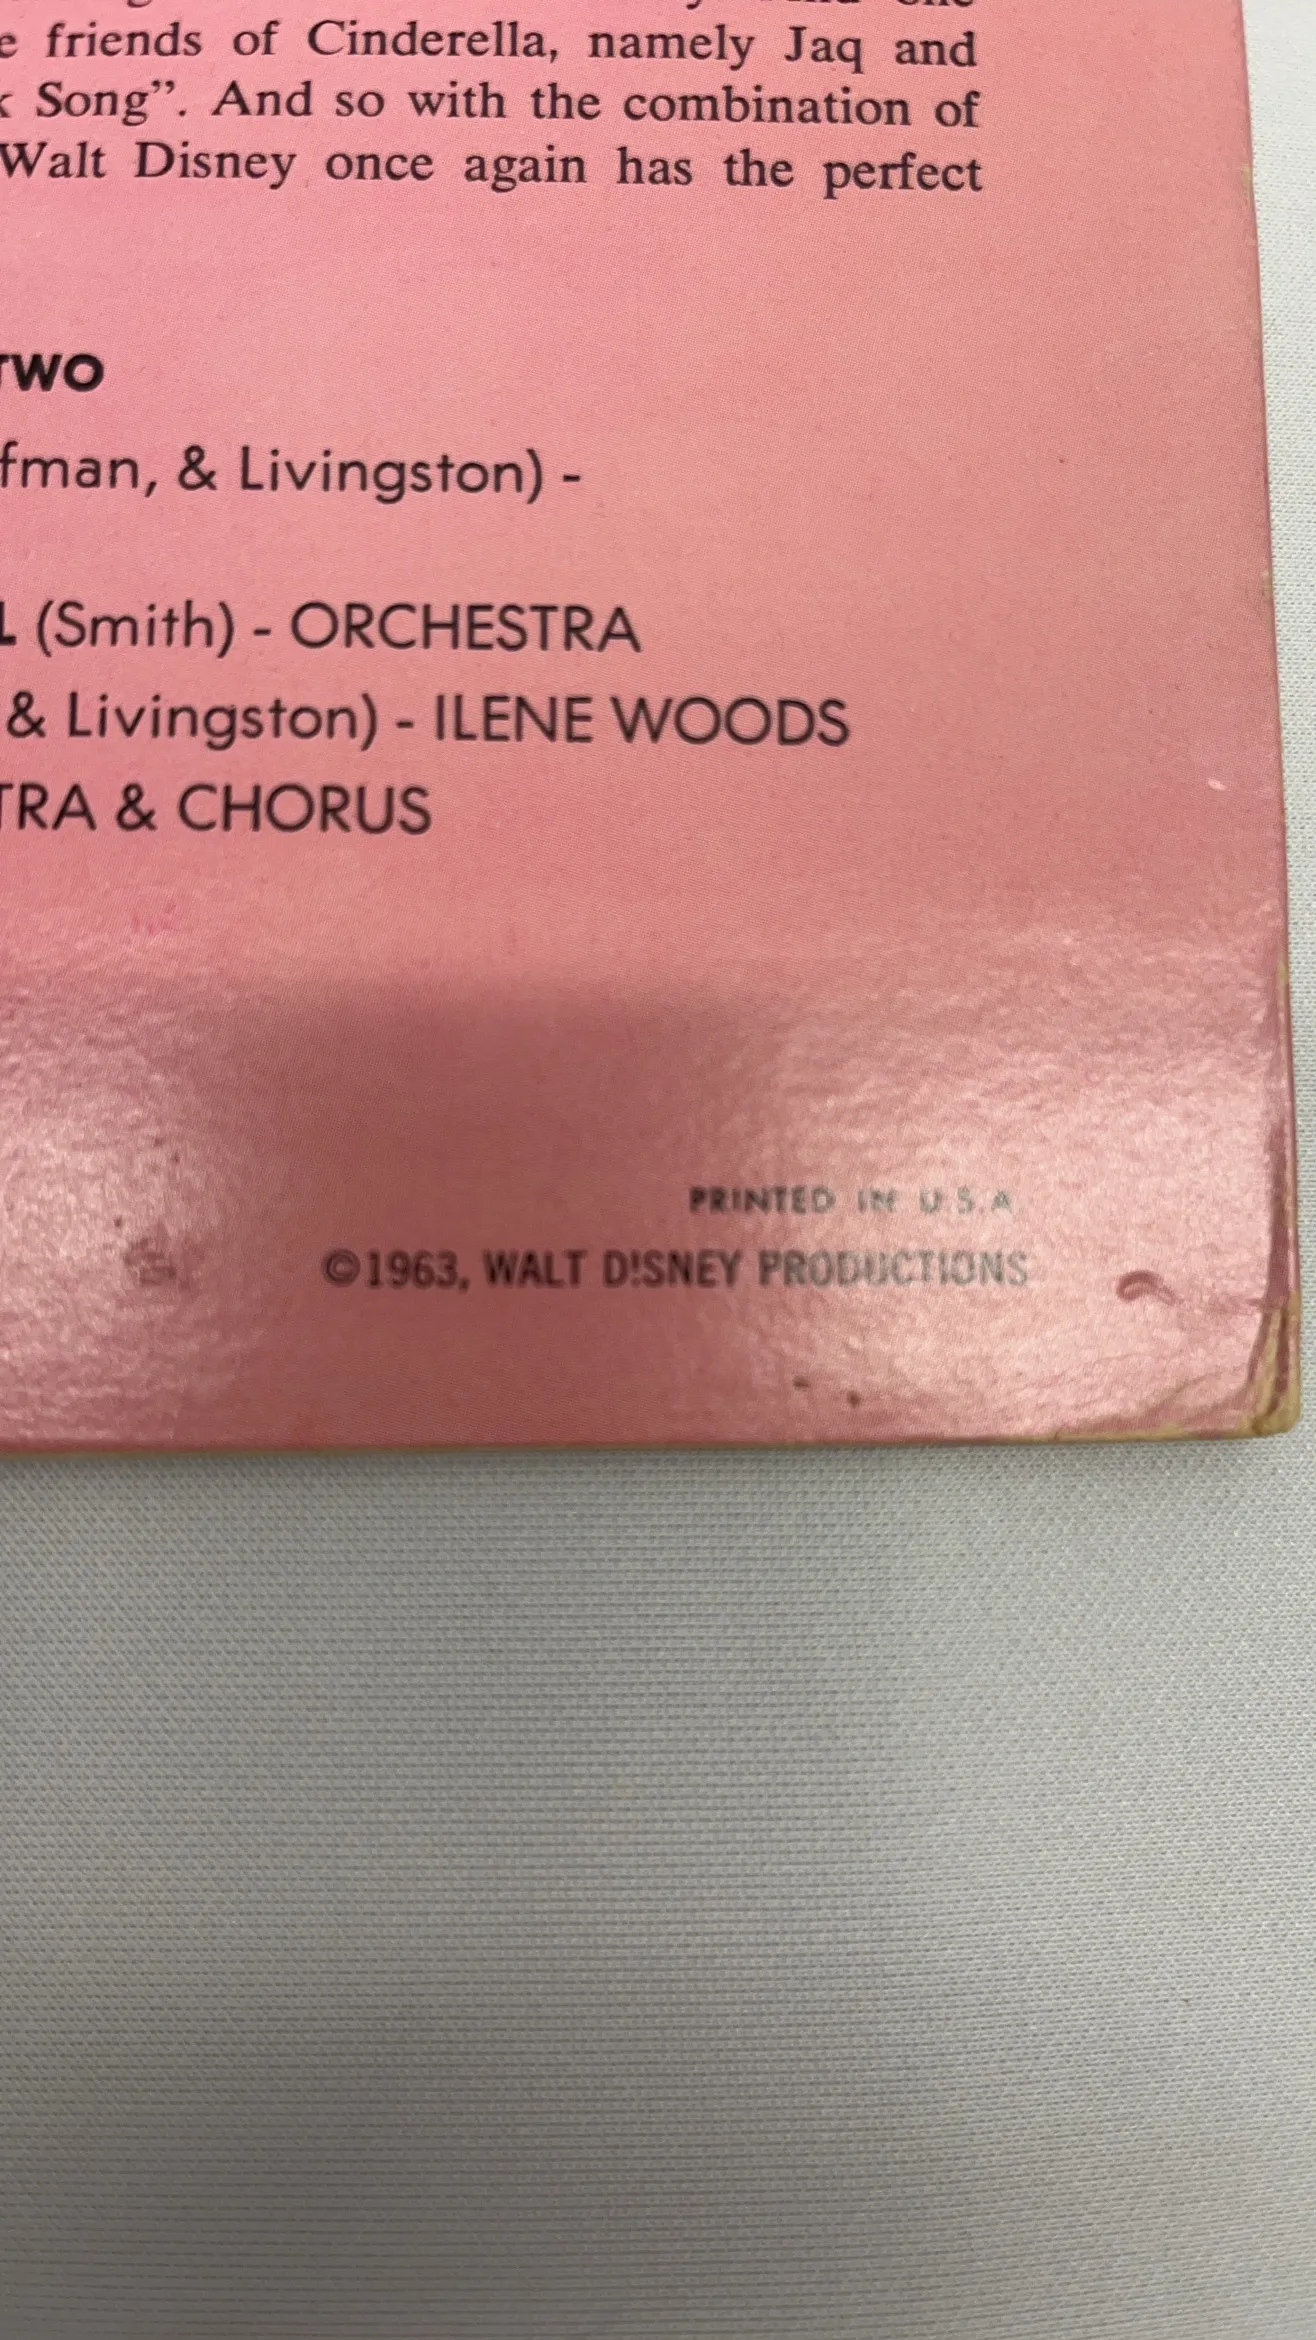 e friends of Cinderella, namely Jaq and
Song". And so with the combination of
Walt Disney once again has the perfect
TWO
fman, & Livingston) -
L (Smith) - ORCHESTRA
& Livingston) - ILENE WOODS
TRA & CHORUS
PRINTED IN U.S.A.
©1963, WALT DISNEY PRODUCTIONS